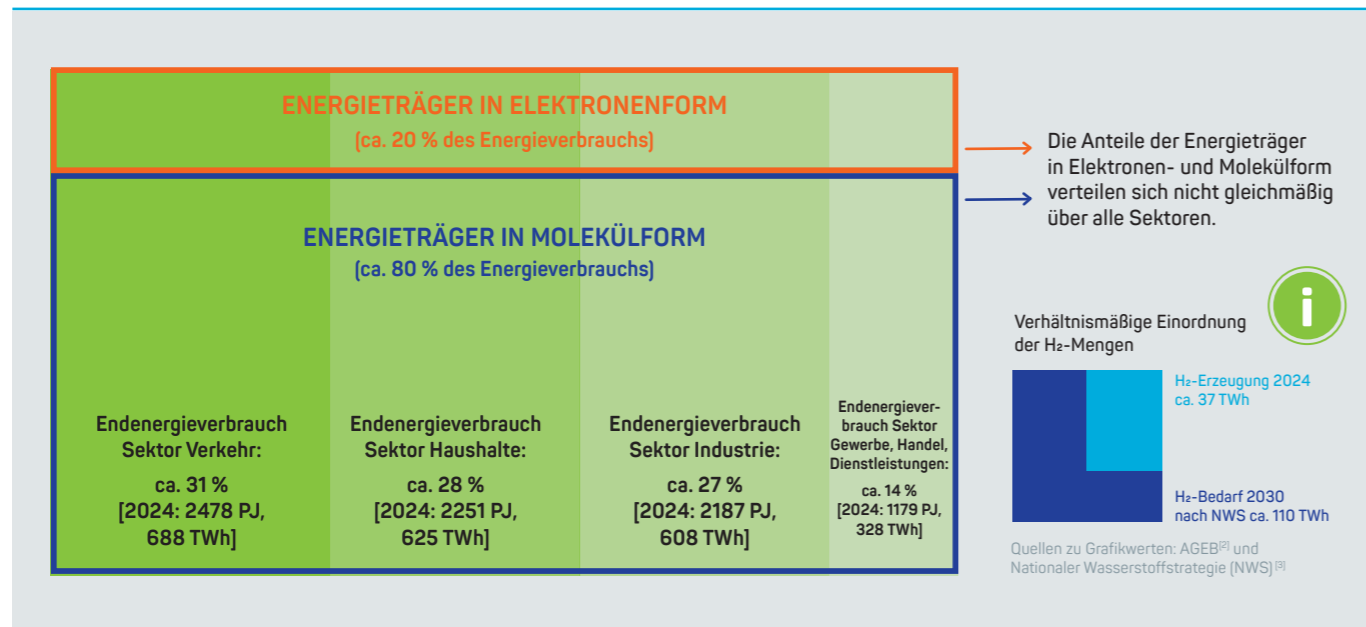 ENERGIETRÄGER IN ELEKTRONENFORM
(ca. 20 % des Energieverbrauchs)
Die Anteile der Energieträger
in Elektronen- und Molekülform
verteilen sich nicht gleichmäßig
über alle Sektoren.
ENERGIETRÄGER IN MOLEKÜLFORM
(ca. 80 % des Energieverbrauchs)
Endenergieverbrauch
Sektor Verkehr:
ca. 31 %
[2024: 2478 PJ,
688 TWh]
Endenergieverbrauch
Sektor Haushalte:
ca. 28 %
[2024: 2251 PJ,
625 TWh]
Endenergieverbrauch
Sektor Industrie:
ca. 27 %
[2024: 2187 PJ,
608 TWh]
Endenergiever-
brauch Sektor
Gewerbe, Handel,
Dienstleistungen:
ca. 14 %
[2024: 1179 PJ,
328 TWh]
i
Verhältnismäßige Einordnung
der H₂-Mengen
H₂-Erzeugung 2024
ca. 37 TWh
H₂-Bedarf 2030
nach NWS ca. 110 TWh
Quellen zu Grafikwerten: AGEB[2] und
Nationaler Wasserstoffstrategie (NWS) [3]